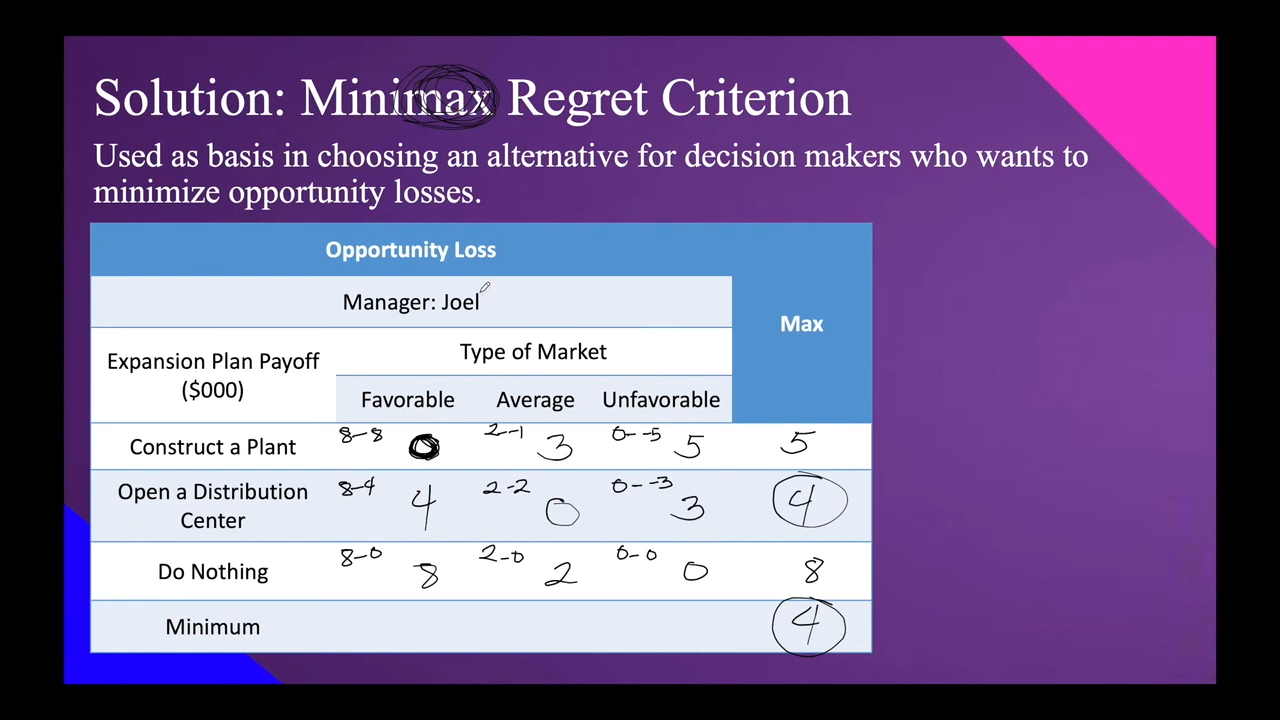 Solution: Minimax Regret Criterion
Used as basis in choosing an alternative for decision makers who wants to
minimize opportunity losses.
Opportunity Loss
Manager: Joel
Max
Expansion Plan Payoff
($000)
Type of Market
Favorable Average Unfavorable
Construct a Plant 8-8 0 2--1 3 0--5 5 5
Open a Distribution
Center 8-4 4 2-2 0 0--3 3 4
Do Nothing 8-0 8 2-0 2 0-0 0 8
Minimum 4